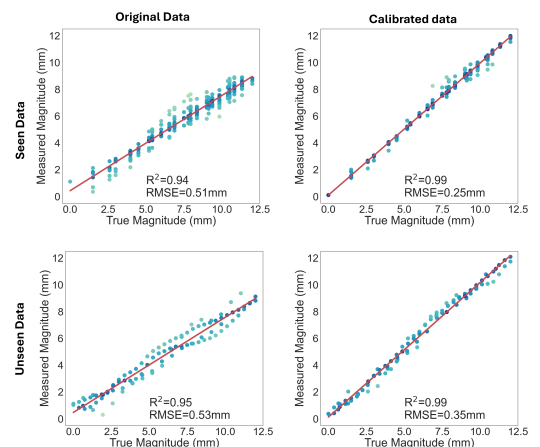 Original Data
Calibrated data
Seen Data
Measured Magnitude (mm)
12
10
8
6
4
2
0
R²=0.94
RMSE=0.51mm
0.0 2.5 5.0 7.5 10.0 12.5
True Magnitude (mm)
Measured Magnitude (mm)
12
10
8
6
4
2
0
R²=0.99
RMSE=0.25mm
0.0 2.5 5.0 7.5 10.0 12.5
True Magnitude (mm)
Unseen Data
Measured Magnitude (mm)
12
10
8
6
4
2
0
R²=0.95
RMSE=0.53mm
0.0 2.5 5.0 7.5 10.0 12.5
True Magnitude (mm)
Measured Magnitude (mm)
12
10
8
6
4
2
0
R²=0.99
RMSE=0.35mm
0.0 2.5 5.0 7.5 10.0 12.5
True Magnitude (mm)